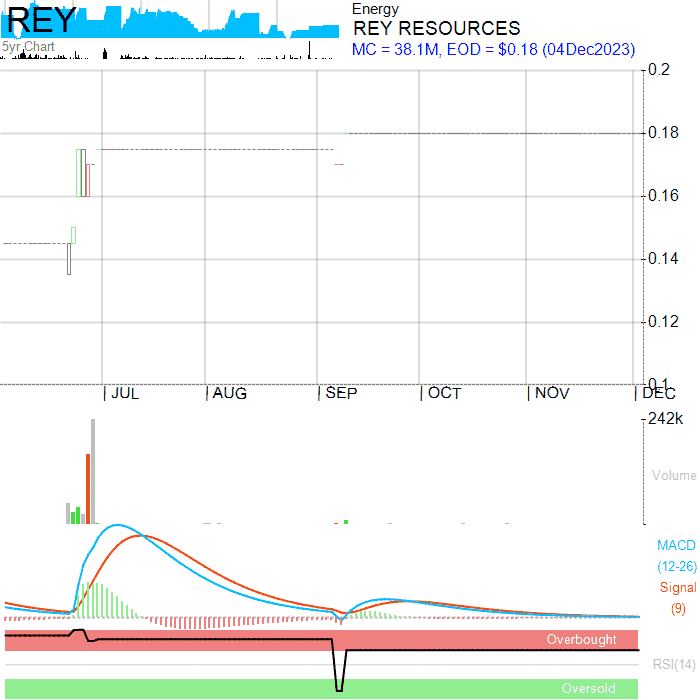 REY
5yr Chart
Energy
REY RESOURCES
MC = 38.1M, EOD = $0.18 (04Dec2023)
0.2
0.18
0.16
0.14
0.12
0.1
JUL
AUG
SEP
OCT
NOV
DEC
242k
Volume
MACD
(12-26)
Signal
(9)
Overbought
RSI(14)
Oversold